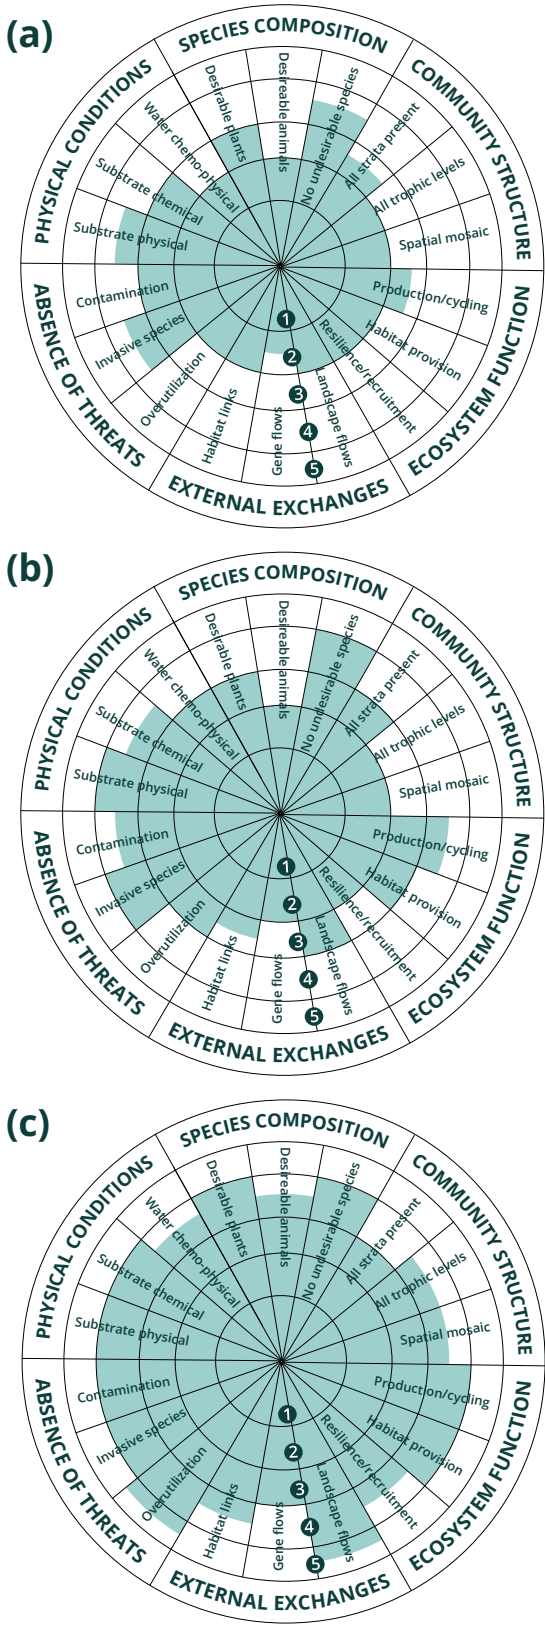 (a)
SPECIES COMPOSITION
COMMUNITY STRUCTURE
ECOSYSTEM FUNCTION
EXTERNAL EXCHANGES
ABSENCE OF THREATS
PHYSICAL CONDITIONS
Desirable plants
Desireable animals
No undesirable species
All strata present
All trophic levels
Spatial mosaic
Production/cycling
Habitat provision
Resilience/recruitment
Landscape flows
Gene flows
Habitat links
Overutilization
Invasive species
Contamination
Substrate physical
Substrate chemical
Water chemo-physical
1
2
3
4
5
(b)
SPECIES COMPOSITION
COMMUNITY STRUCTURE
ECOSYSTEM FUNCTION
EXTERNAL EXCHANGES
ABSENCE OF THREATS
PHYSICAL CONDITIONS
Desirable plants
Desireable animals
No undesirable species
All strata present
All trophic levels
Spatial mosaic
Production/cycling
Habitat provision
Resilience/recruitment
Landscape flows
Gene flows
Habitat links
Overutilization
Invasive species
Contamination
Substrate physical
Substrate chemical
Water chemo-physical
1
2
3
4
5
(c)
SPECIES COMPOSITION
COMMUNITY STRUCTURE
ECOSYSTEM FUNCTION
EXTERNAL EXCHANGES
ABSENCE OF THREATS
PHYSICAL CONDITIONS
Desirable plants
Desireable animals
No undesirable species
All strata present
All trophic levels
Spatial mosaic
Production/cycling
Habitat provision
Resilience/recruitment
Landscape flows
Gene flows
Habitat links
Overutilization
Invasive species
Contamination
Substrate physical
Substrate chemical
Water chemo-physical
1
2
3
4
5